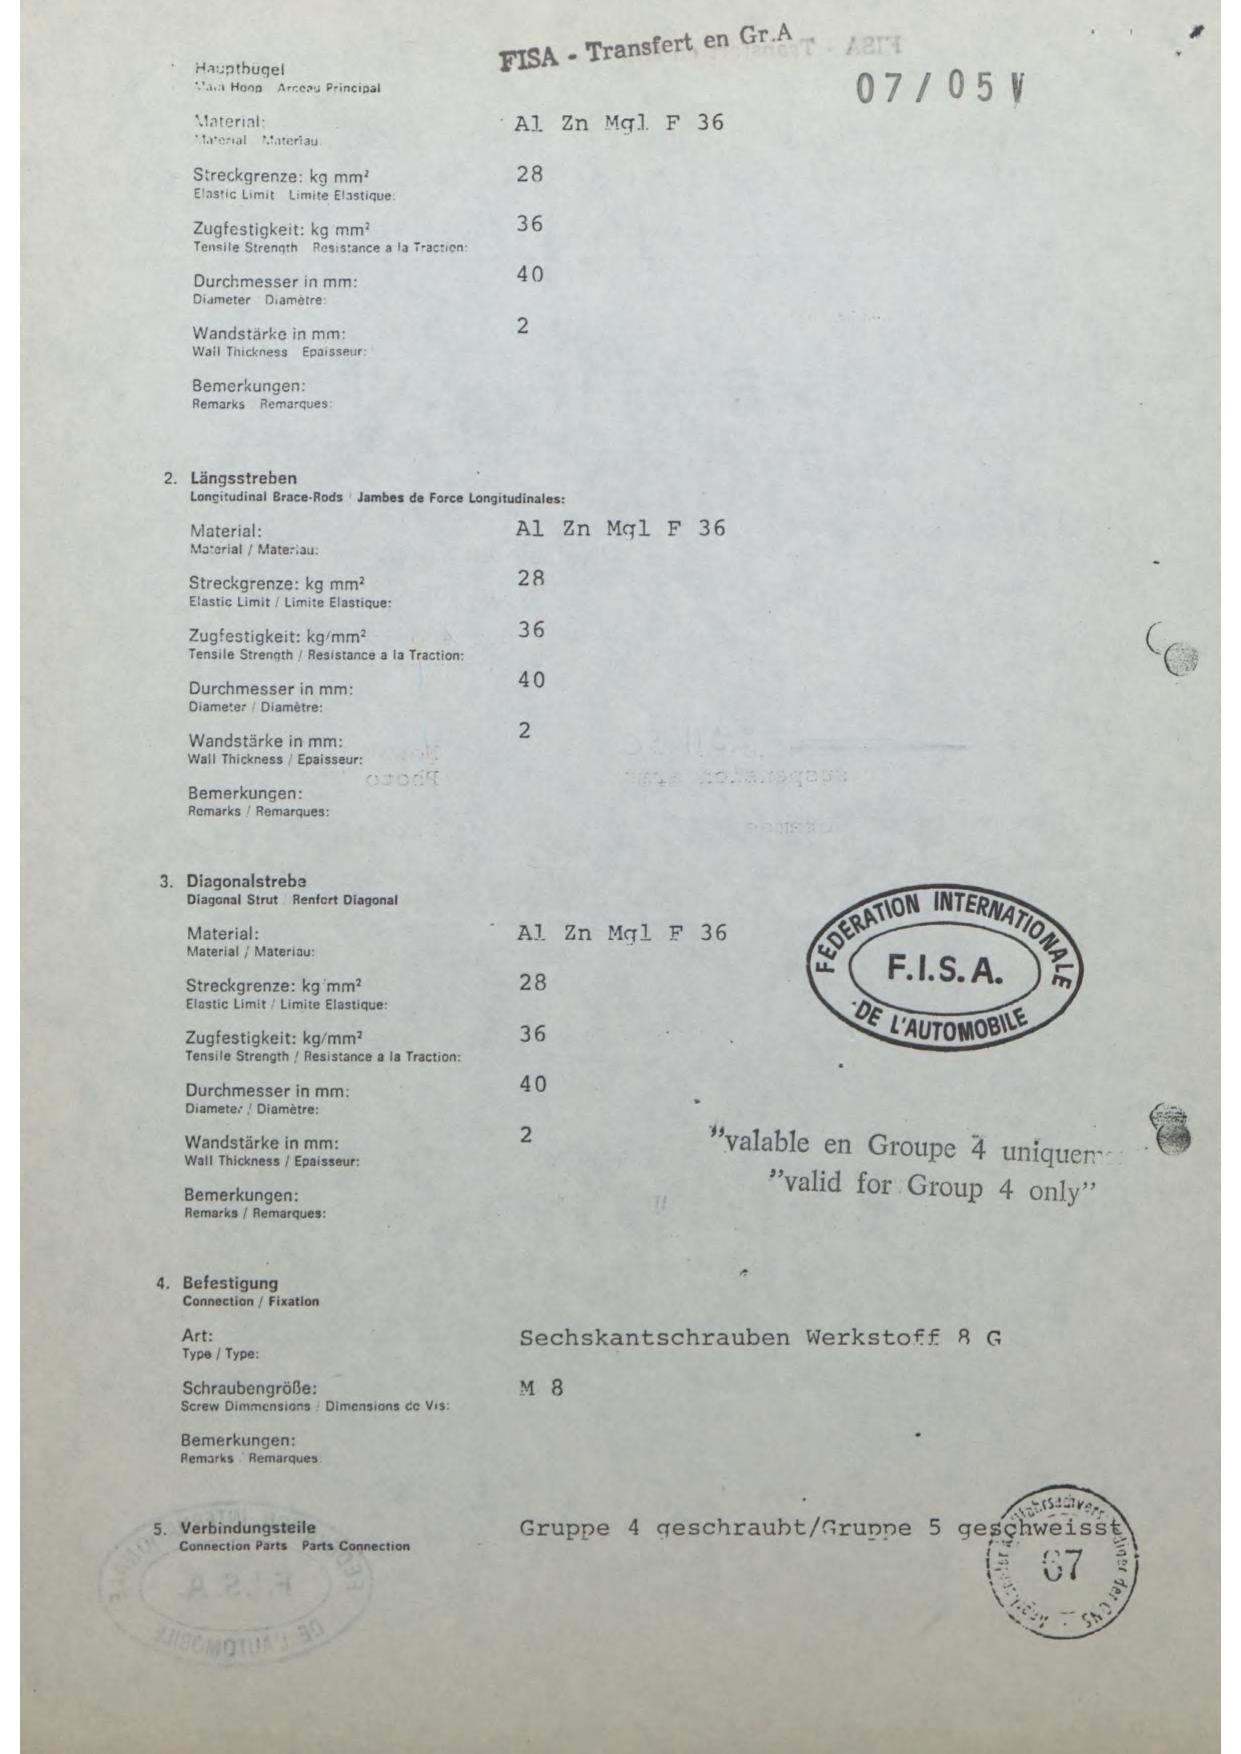 FISA - Transfert en Gr.A
07/05 V
Hauptbügel
Main Hoop Arceau Principal
Material: Al Zn Mgl F 36
Material Materiau
Streckgrenze: kg mm² 28
Elastic Limit Limite Elastique:
Zugfestigkeit: kg mm² 36
Tensile Strength Resistance a la Traction:
Durchmesser in mm: 40
Diameter Diamètre:
Wandstärke in mm: 2
Wall Thickness Epaisseur:
Bemerkungen:
Remarks Remarques:
2. Längsstreben
Longitudinal Brace-Rods / Jambes de Force Longitudinales:
Material: Al Zn Mgl F 36
Material / Materiau:
Streckgrenze: kg mm² 28
Elastic Limit / Limite Elastique:
Zugfestigkeit: kg/mm² 36
Tensile Strength / Resistance a la Traction:
Durchmesser in mm: 40
Diameter / Diamètre:
Wandstärke in mm: 2
Wall Thickness / Epaisseur:
Bemerkungen:
Remarks / Remarques:
3. Diagonalstrebe
Diagonal Strut Renfort Diagonal
Material: Al Zn Mgl F 36
Material / Materiau:
Streckgrenze: kg/mm² 28
Elastic Limit / Limite Elastique:
Zugfestigkeit: kg/mm² 36
Tensile Strength / Resistance a la Traction:
Durchmesser in mm: 40
Diameter / Diamètre:
Wandstärke in mm: 2
Wall Thickness / Epaisseur:
Bemerkungen:
Remarks / Remarques:
FEDERATION INTERNATIONALE
F.I.S.A.
DE L'AUTOMOBILE
"valable en Groupe 4
"valid for Group 4 only"
4. Befestigung
Connection / Fixation
Art: Sechskantschrauben Werkstoff 8 G
Type / Type:
Schraubengröße: M 8
Screw Dimmensions / Dimensions de Vis:
Bemerkungen:
Remarks Remarques:
5. Verbindungsteile Gruppe 4 geschraubt/Gruppe 5 geschweisst
Connection Parts Parts Connection
67
der ONS